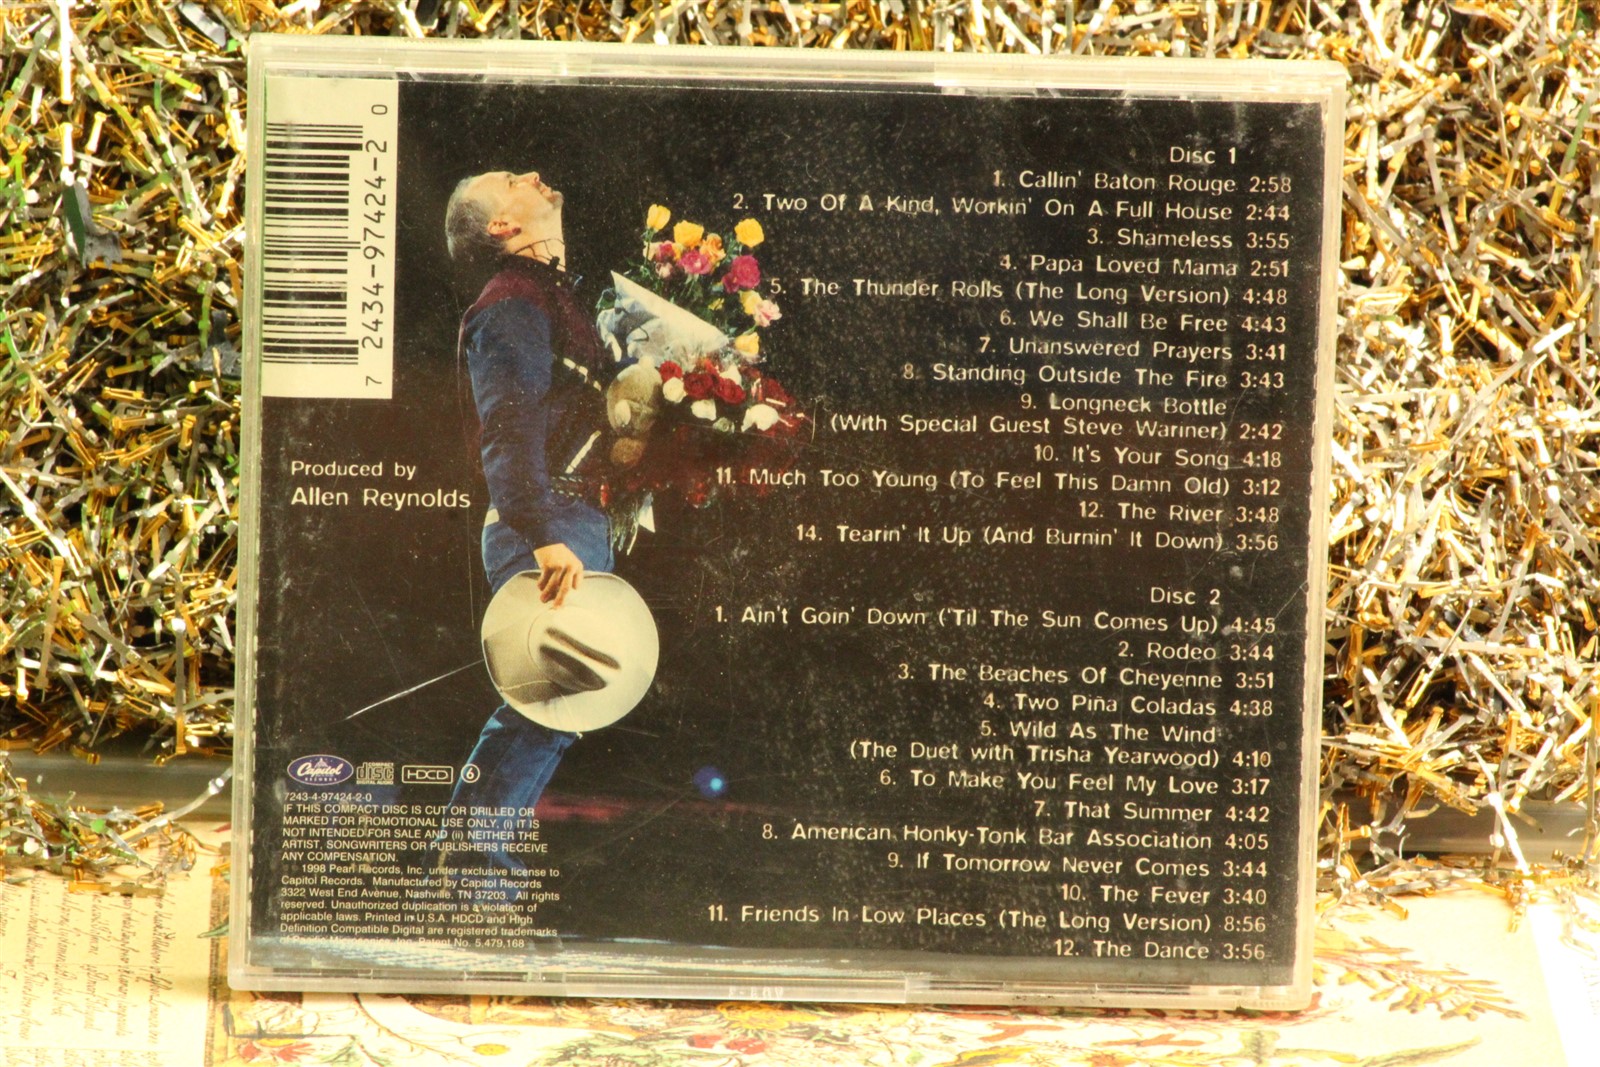 7 2434-97424-2 0
Produced by
Allen Reynolds
Disc 1
1. Callin' Baton Rouge 2:58
2. Two Of A Kind, Workin' On A Full House 2:44
3. Shameless 3:55
4. Papa Loved Mama 2:51
5. The Thunder Rolls (The Long Version) 4:48
6. We Shall Be Free 4:43
7. Unanswered Prayers 3:41
8. Standing Outside The Fire 3:43
9. Longneck Bottle
(With Special Guest Steve Wariner) 2:42
10. It's Your Song 4:18
11. Much Too Young (To Feel This Damn Old) 3:12
12. The River 3:48
14. Tearin' It Up (And Burnin' It Down) 3:56
Disc 2
1. Ain't Goin' Down ('Til The Sun Comes Up) 4:45
2. Rodeo 3:44
3. The Beaches Of Cheyenne 3:51
4. Two Piña Coladas 4:38
5. Wild As The Wind
(The Duet with Trisha Yearwood) 4:10
6. To Make You Feel My Love 3:17
7. That Summer 4:42
8. American Honky-Tonk Bar Association 4:05
9. If Tomorrow Never Comes 3:44
10. The Fever 3:40
11. Friends In Low Places (The Long Version) 8:56
12. The Dance 3:56
Capitol RECORDS COMPACT disc DIGITAL AUDIO HDCD 6
7243-4-97424-2-0
IF THIS COMPACT DISC IS CUT OR DRILLED OR
MARKED FOR PROMOTIONAL USE ONLY, (i) IT IS
NOT INTENDED FOR SALE AND (ii) NEITHER THE
ARTIST, SONGWRITERS OR PUBLISHERS RECEIVE
ANY COMPENSATION.
1998 Pearl Records, Inc. under exclusive license to
Capitol Records. Manufactured by Capitol Records
3322 West End Avenue, Nashville, TN 37203. All rights
reserved. Unauthorized duplication is a violation of
applicable laws. Printed in U.S.A. HDCD and High
Definition Compatible Digital are registered trademarks
of Pacific Microsonics, Inc. Patent No. 5,479,168